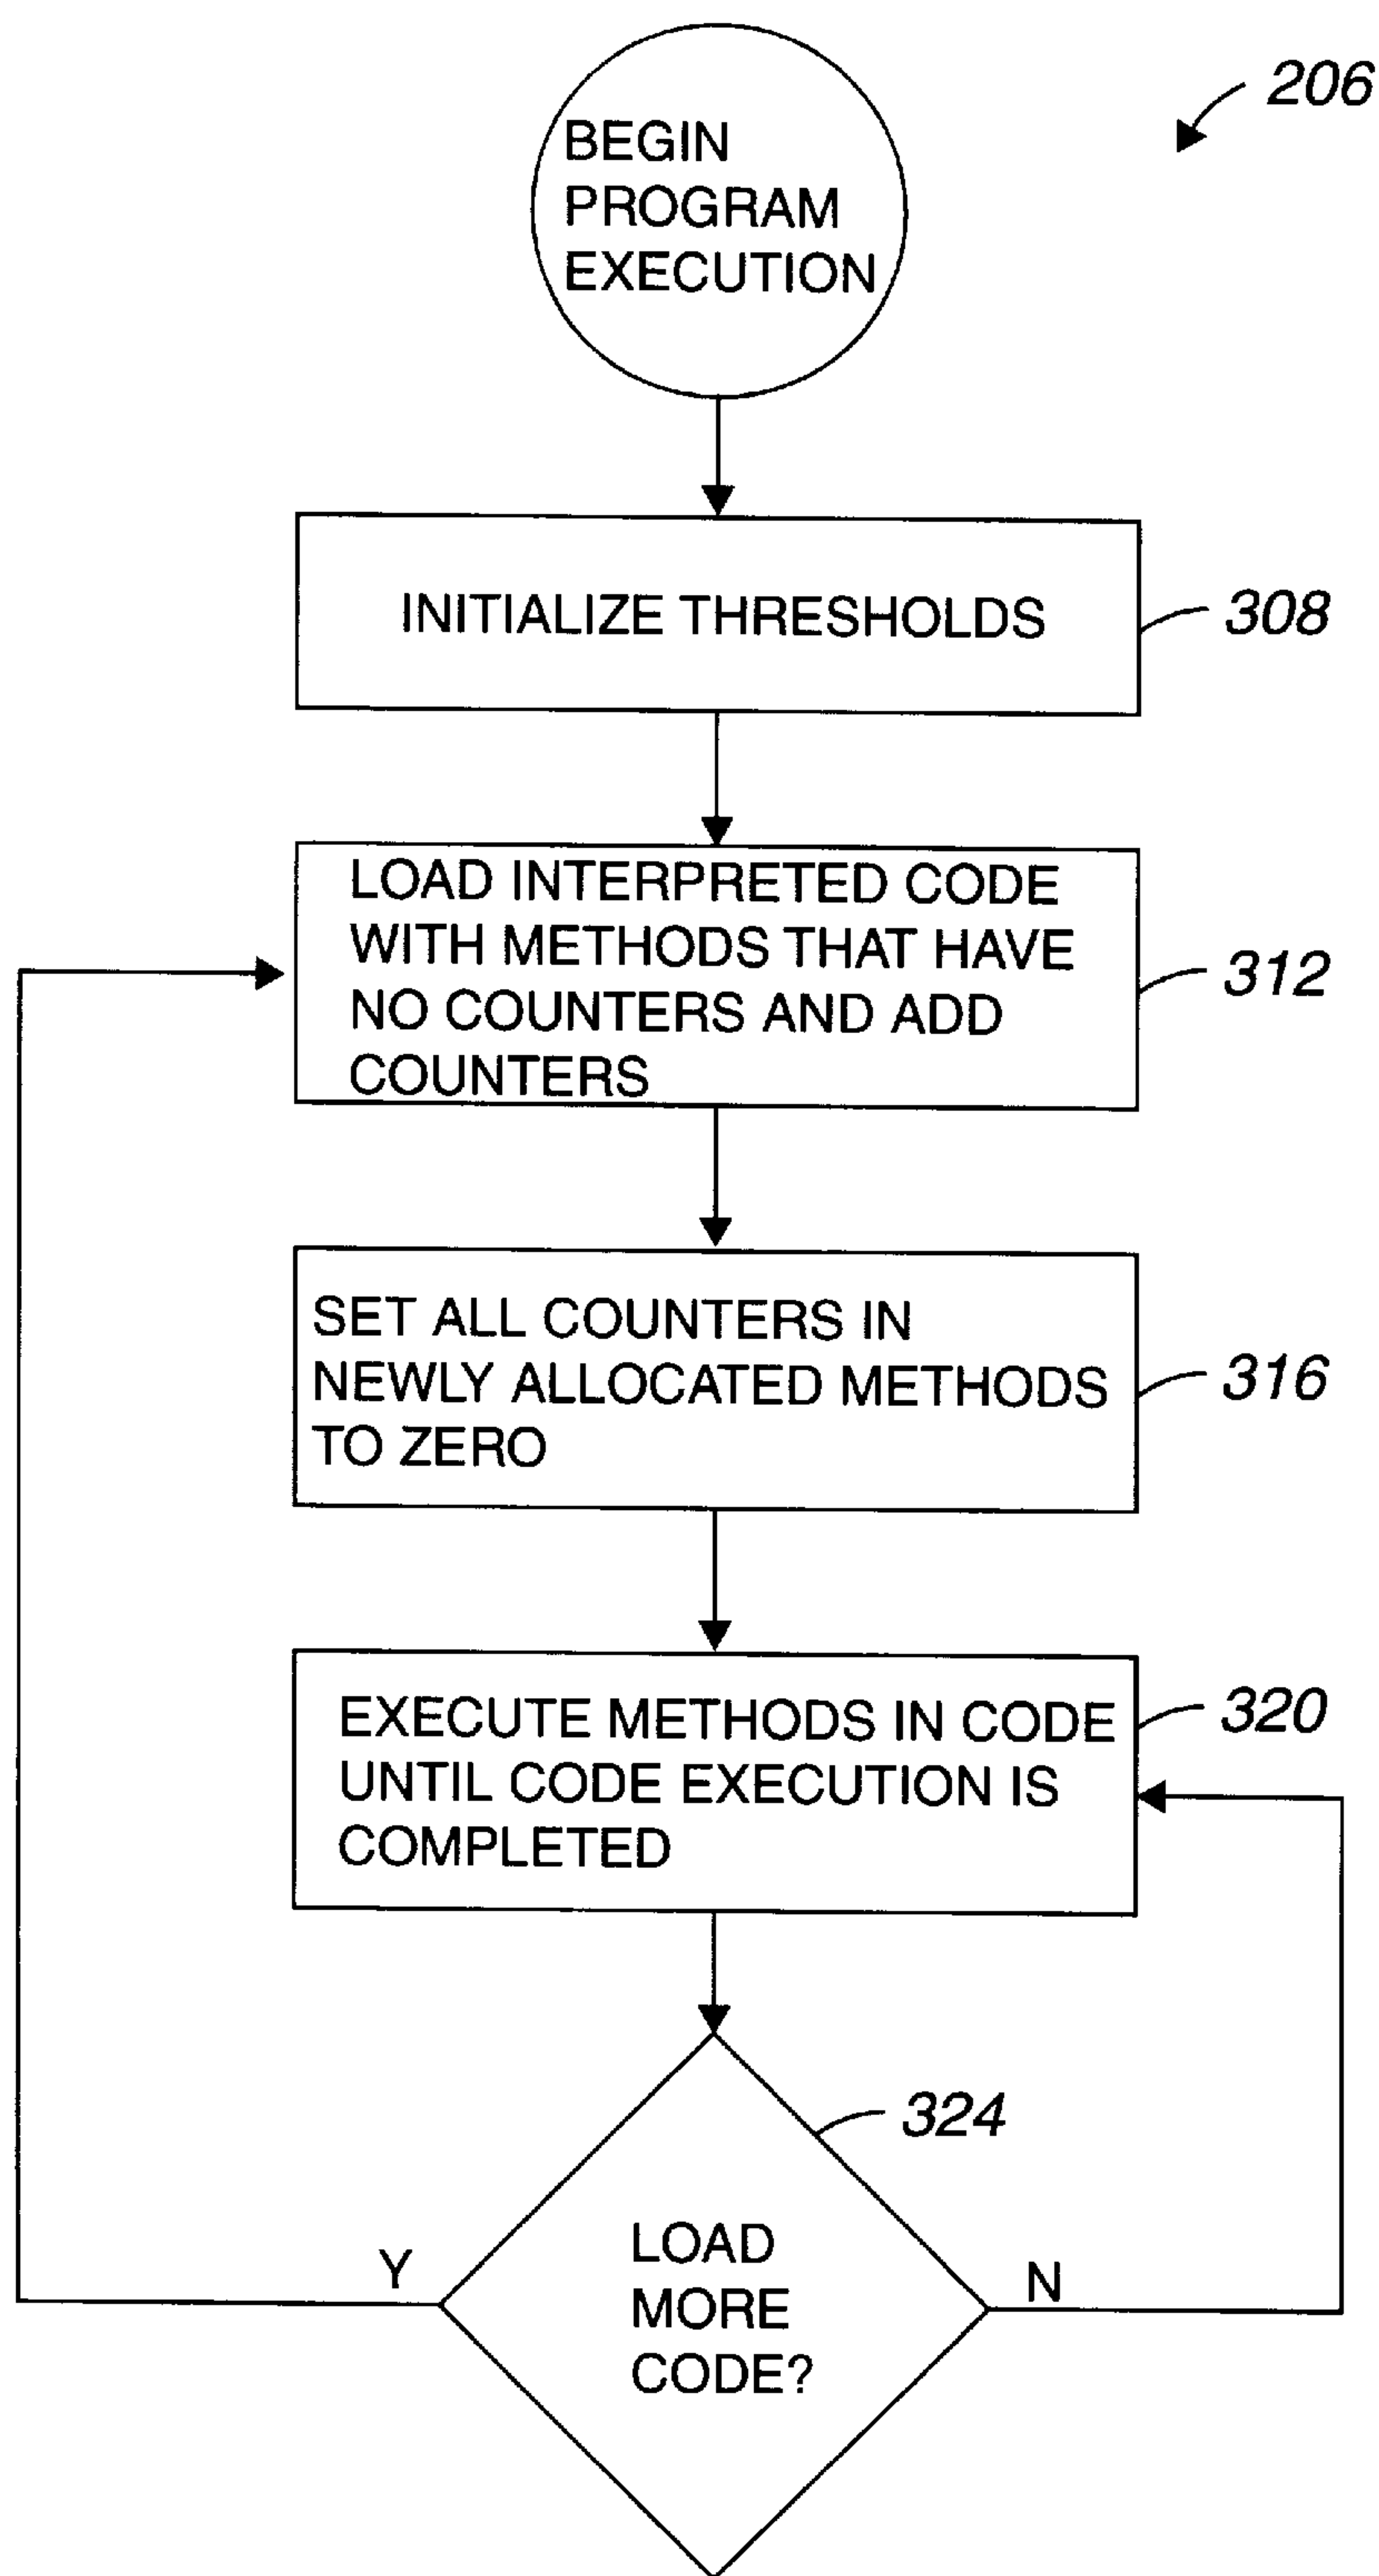 206
BEGIN
PROGRAM
EXECUTION
INITIALIZE THRESHOLDS
308
LOAD INTERPRETED CODE
WITH METHODS THAT HAVE
NO COUNTERS AND ADD
COUNTERS
312
SET ALL COUNTERS IN
NEWLY ALLOCATED METHODS
TO ZERO
316
EXECUTE METHODS IN CODE
UNTIL CODE EXECUTION IS
COMPLETED
320
324
LOAD
MORE
CODE?
Y
N